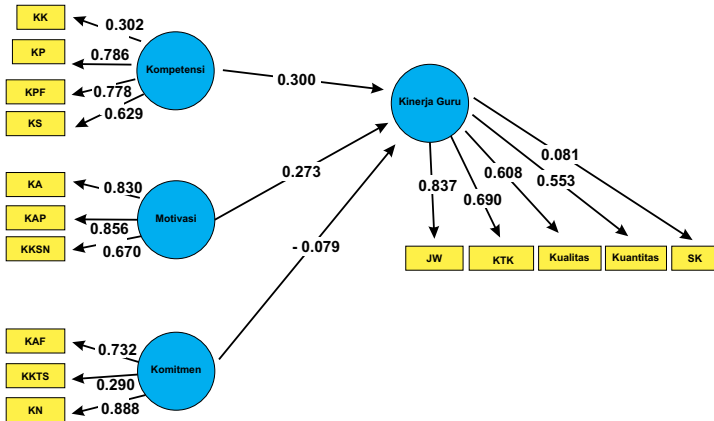 KK
0.302
KP
0.786
Kompetensi
KPF
0.778
KS
0.629
0.300
Kinerja Guru
KA
0.830
KAP
0.856
Motivasi
KKSN
0.670
0.273
0.837
0.690
0.608
0.553
0.081
JW
KTK
Kualitas
Kuantitas
SK
- 0.079
KAF
0.732
KKTS
0.290
Komitmen
KN
0.888